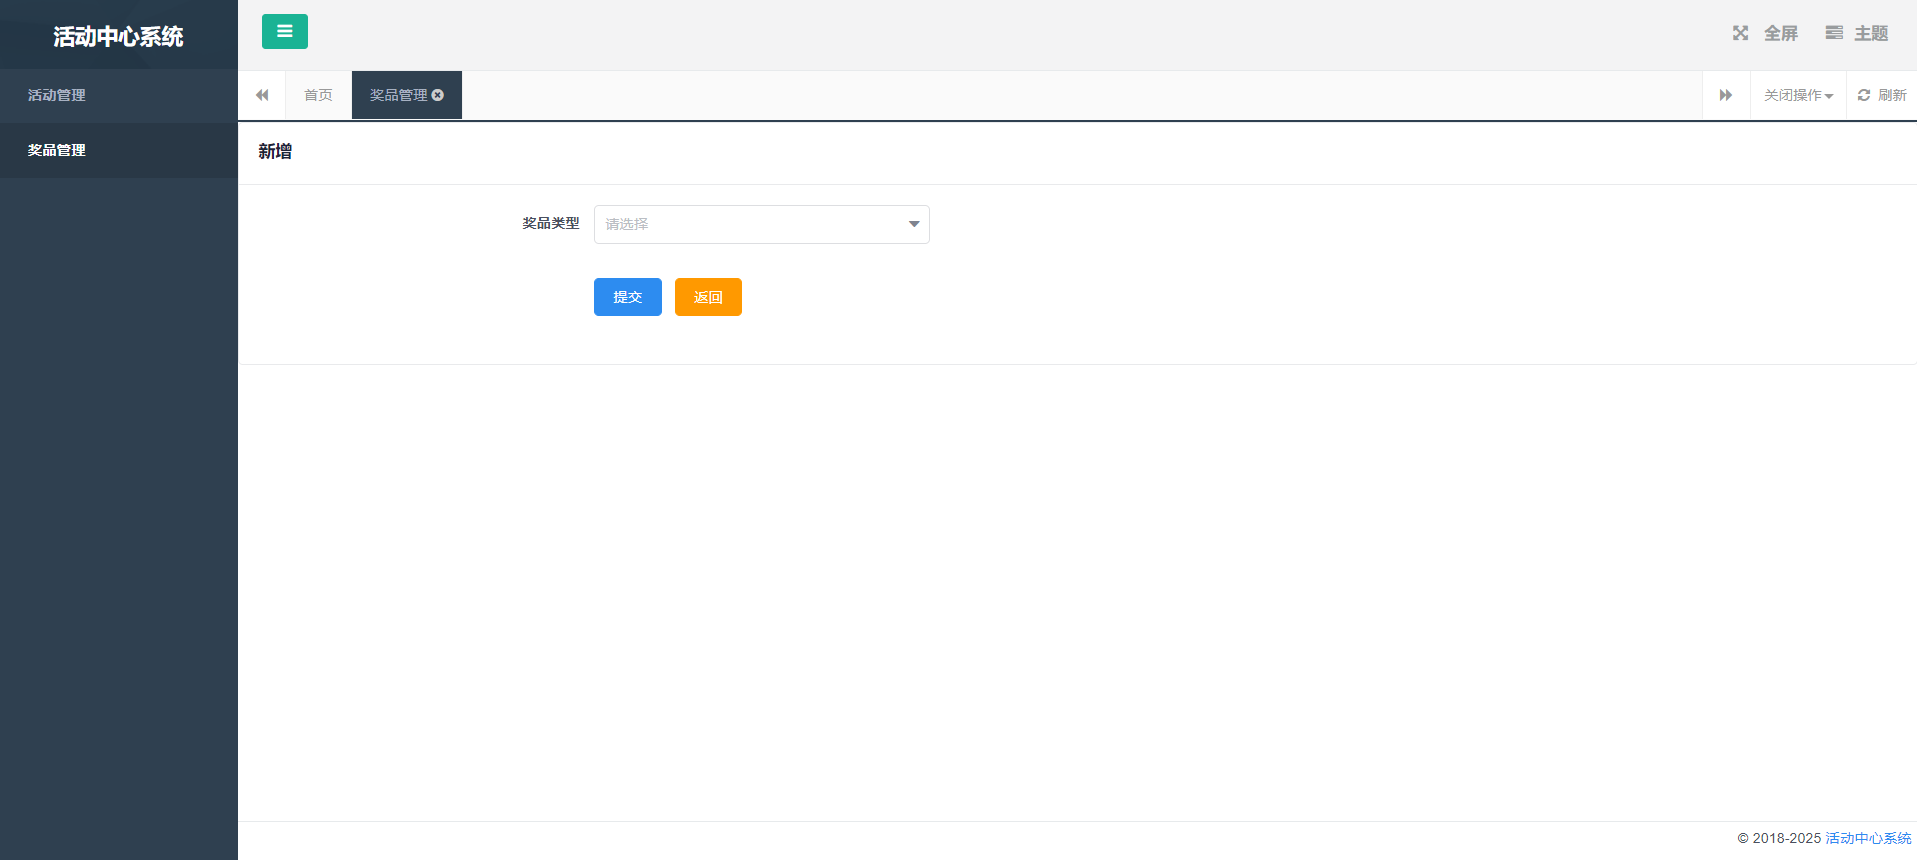 活动中心系统
全屏
主题
活动管理
首页
奖品管理
关闭操作
刷新
奖品管理
新增
奖品类型
请选择
提交
返回
© 2018-2025 活动中心系统